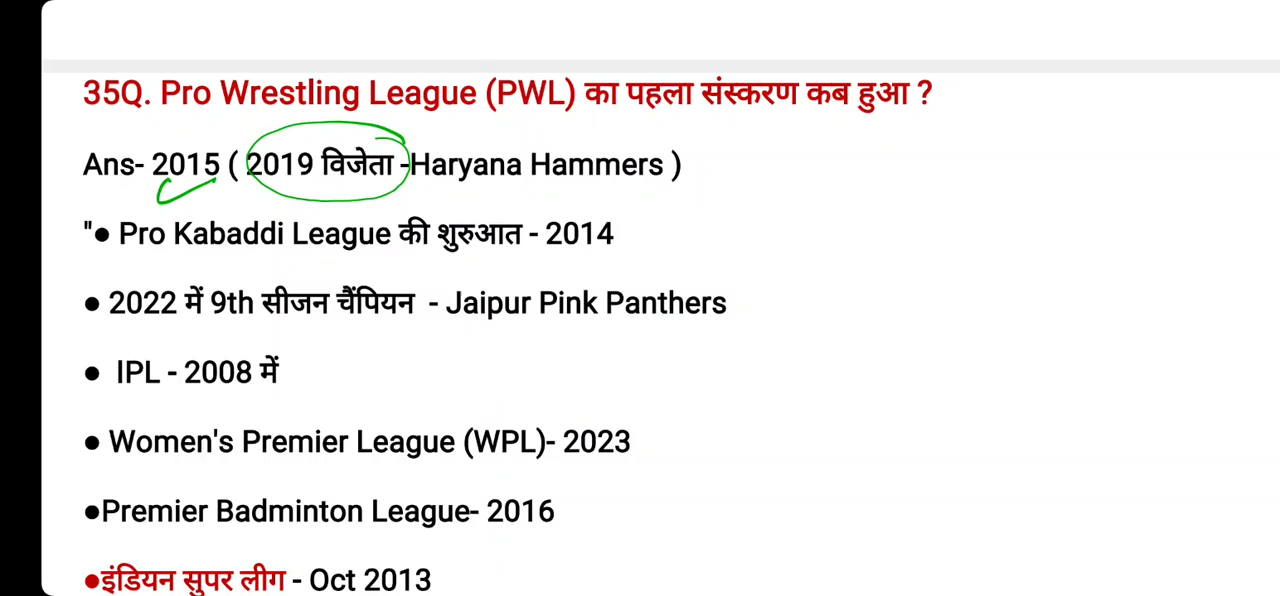 35Q. Pro Wrestling League (PWL) का पहला संस्करण कब हुआ ?
Ans- 2015 ( 2019 विजेता -Haryana Hammers )
"● Pro Kabaddi League की शुरुआत - 2014
● 2022 में 9th सीजन चैंपियन - Jaipur Pink Panthers
● IPL - 2008 में
● Women's Premier League (WPL)- 2023
●Premier Badminton League- 2016
●इंडियन सुपर लीग - Oct 2013